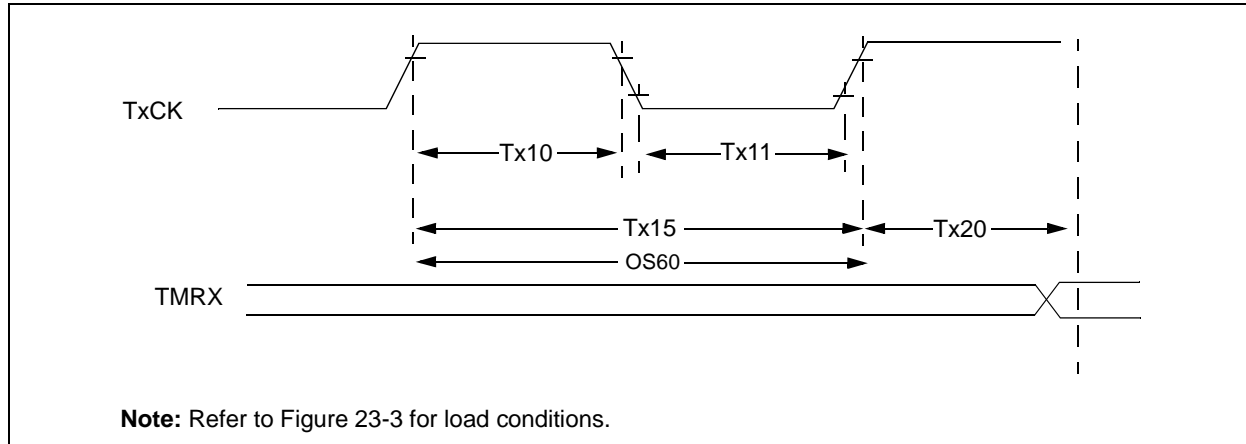 TxCK
Tx10
Tx11
Tx15
Tx20
OS60
TMRX
Note: Refer to Figure 23-3 for load conditions.